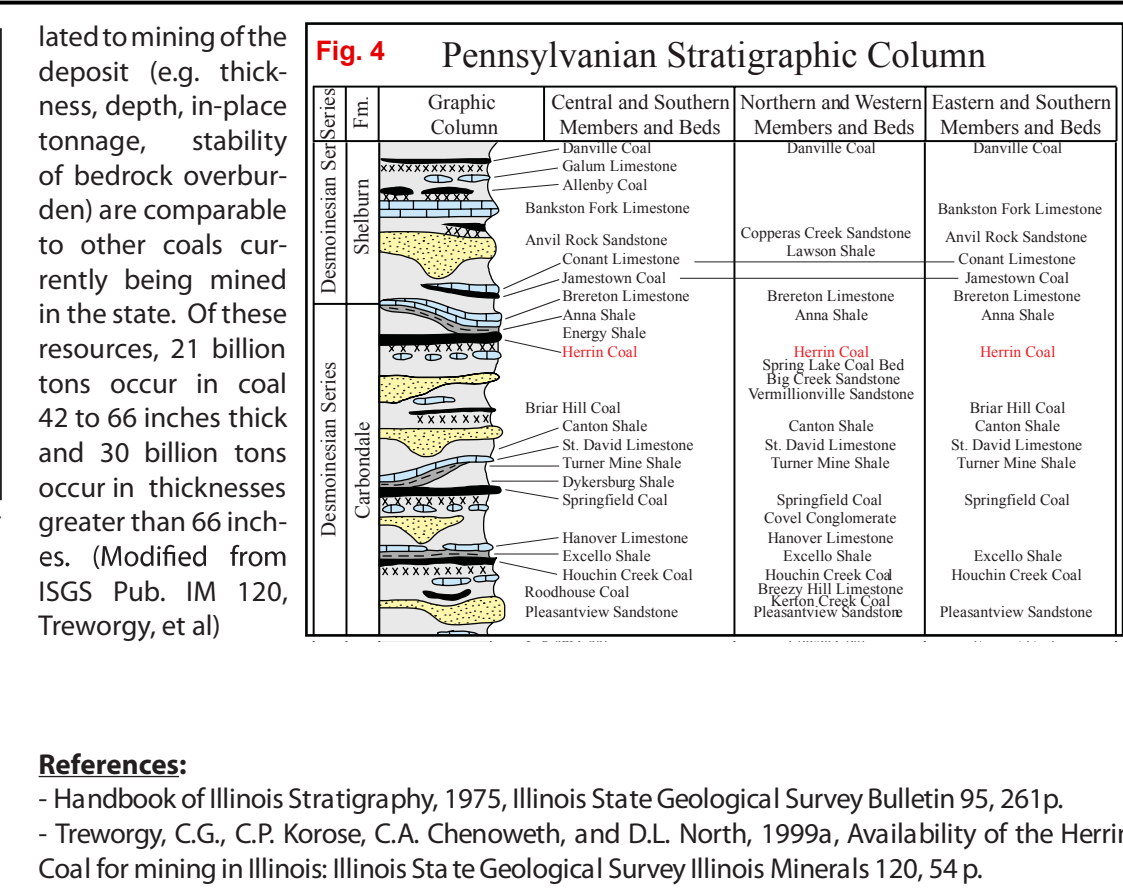 lated to mining of the
deposit (e.g. thick-
ness, depth, in-place
tonnage, stability
of bedrock overbur-
den) are comparable
to other coals cur-
rently being mined
in the state. Of these
resources, 21 billion
tons occur in coal
42 to 66 inches thick
and 30 billion tons
occur in thicknesses
greater than 66 inch-
es. (Modified from
ISGS Pub. IM 120,
Treworgy, et al)
Fig. 4
Pennsylvanian Stratigraphic Column
Series
Fm.
Graphic
Column
Central and Southern
Members and Beds
Northern and Western
Members and Beds
Eastern and Southern
Members and Beds
Desmoinesian Series
Shelburn
Desmoinesian Series
Carbondale
Danville Coal
Galum Limestone
Allenby Coal
Bankston Fork Limestone
Anvil Rock Sandstone
Conant Limestone
Jamestown Coal
Brereton Limestone
Anna Shale
Energy Shale
Herrin Coal
Briar Hill Coal
Canton Shale
St. David Limestone
Turner Mine Shale
Dykersburg Shale
Springfield Coal
Hanover Limestone
Excello Shale
Houchin Creek Coal
Roodhouse Coal
Pleasantview Sandstone
Danville Coal
Copperas Creek Sandstone
Lawson Shale
Brereton Limestone
Anna Shale
Herrin Coal
Spring Lake Coal Bed
Big Creek Sandstone
Vermillionville Sandstone
Canton Shale
St. David Limestone
Turner Mine Shale
Springfield Coal
Covel Conglomerate
Hanover Limestone
Excello Shale
Houchin Creek Coal
Breezy Hill Limestone
Kerton Creek Coal
Pleasantview Sandstone
Danville Coal
Bankston Fork Limestone
Anvil Rock Sandstone
Conant Limestone
Jamestown Coal
Brereton Limestone
Anna Shale
Herrin Coal
Briar Hill Coal
Canton Shale
St. David Limestone
Turner Mine Shale
Springfield Coal
Excello Shale
Houchin Creek Coal
Pleasantview Sandstone
References:
- Handbook of Illinois Stratigraphy, 1975, Illinois State Geological Survey Bulletin 95, 261p.
- Treworgy, C.G., C.P. Korose, C.A. Chenoweth, and D.L. North, 1999a, Availability of the Herrin
Coal for mining in Illinois: Illinois State Geological Survey Illinois Minerals 120, 54 p.